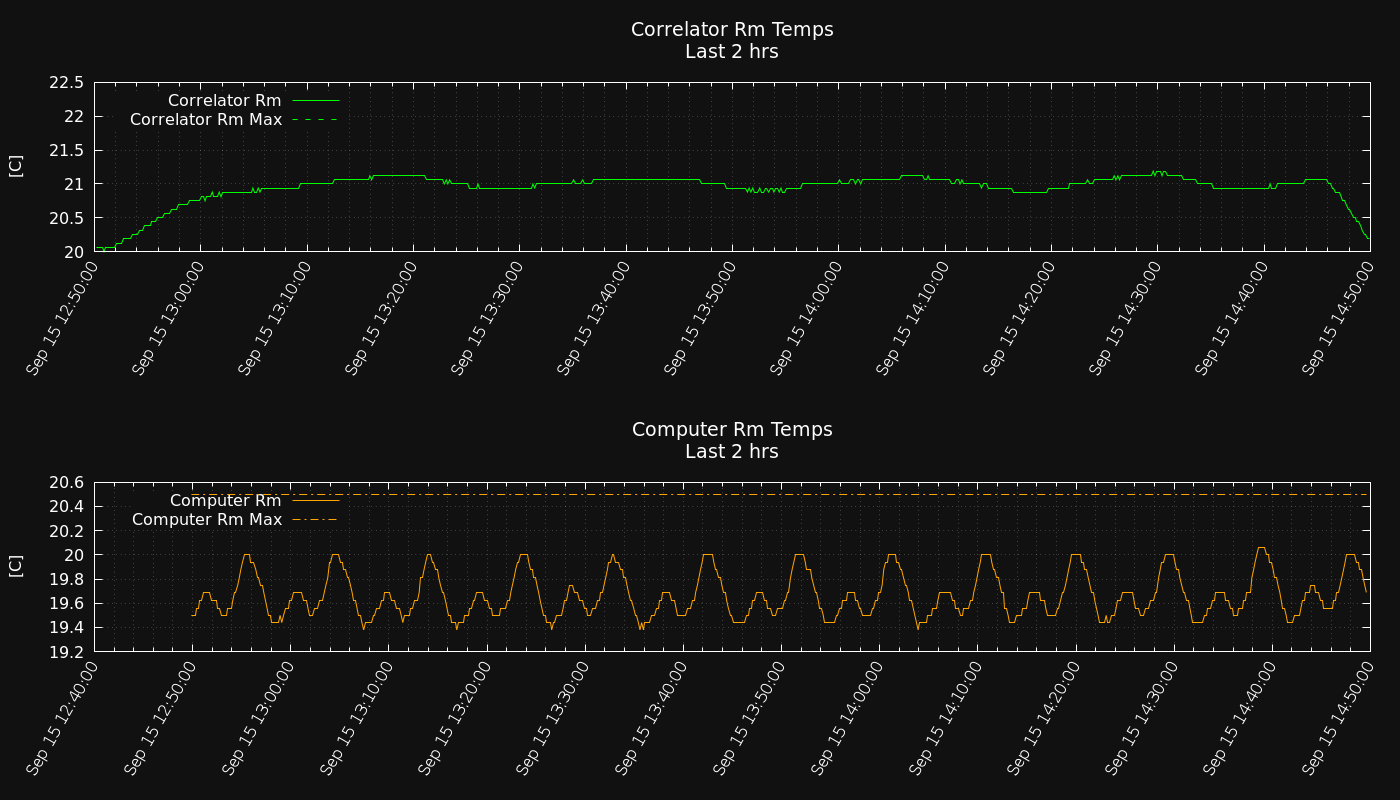 Correlator Rm Temps
Last 2 hrs
[C]
22.5
22
21.5
21
20.5
20
Correlator Rm
Correlator Rm Max
Sep 15 12:50:00
Sep 15 13:00:00
Sep 15 13:10:00
Sep 15 13:20:00
Sep 15 13:30:00
Sep 15 13:40:00
Sep 15 13:50:00
Sep 15 14:00:00
Sep 15 14:10:00
Sep 15 14:20:00
Sep 15 14:30:00
Sep 15 14:40:00
Sep 15 14:50:00
Computer Rm Temps
Last 2 hrs
[C]
20.6
20.4
20.2
20
19.8
19.6
19.4
19.2
Computer Rm
Computer Rm Max
Sep 15 12:40:00
Sep 15 12:50:00
Sep 15 13:00:00
Sep 15 13:10:00
Sep 15 13:20:00
Sep 15 13:30:00
Sep 15 13:40:00
Sep 15 13:50:00
Sep 15 14:00:00
Sep 15 14:10:00
Sep 15 14:20:00
Sep 15 14:30:00
Sep 15 14:40:00
Sep 15 14:50:00